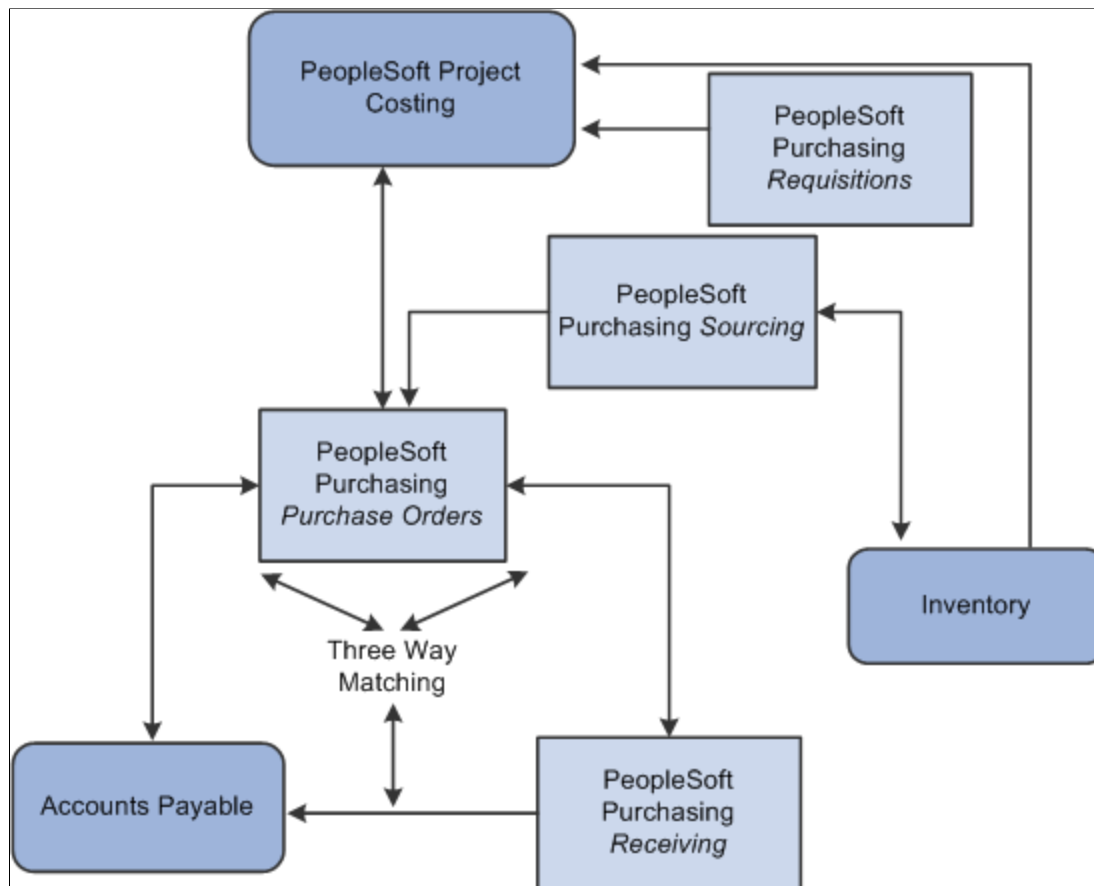 PeopleSoft Project
Costing
PeopleSoft
Purchasing
Requisitions
PeopleSoft
Purchasing Sourcing
PeopleSoft
Purchasing
Purchase Orders
Inventory
Three Way
Matching
Accounts Payable
PeopleSoft
Purchasing
Receiving